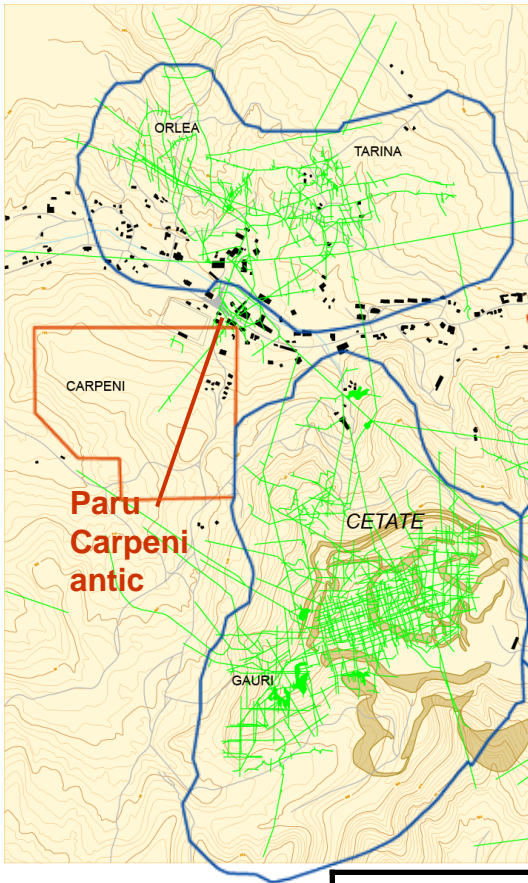 ORLEA
TARINA
CARPENI
Paru
Carpeni
antic
CETATE
GAURI